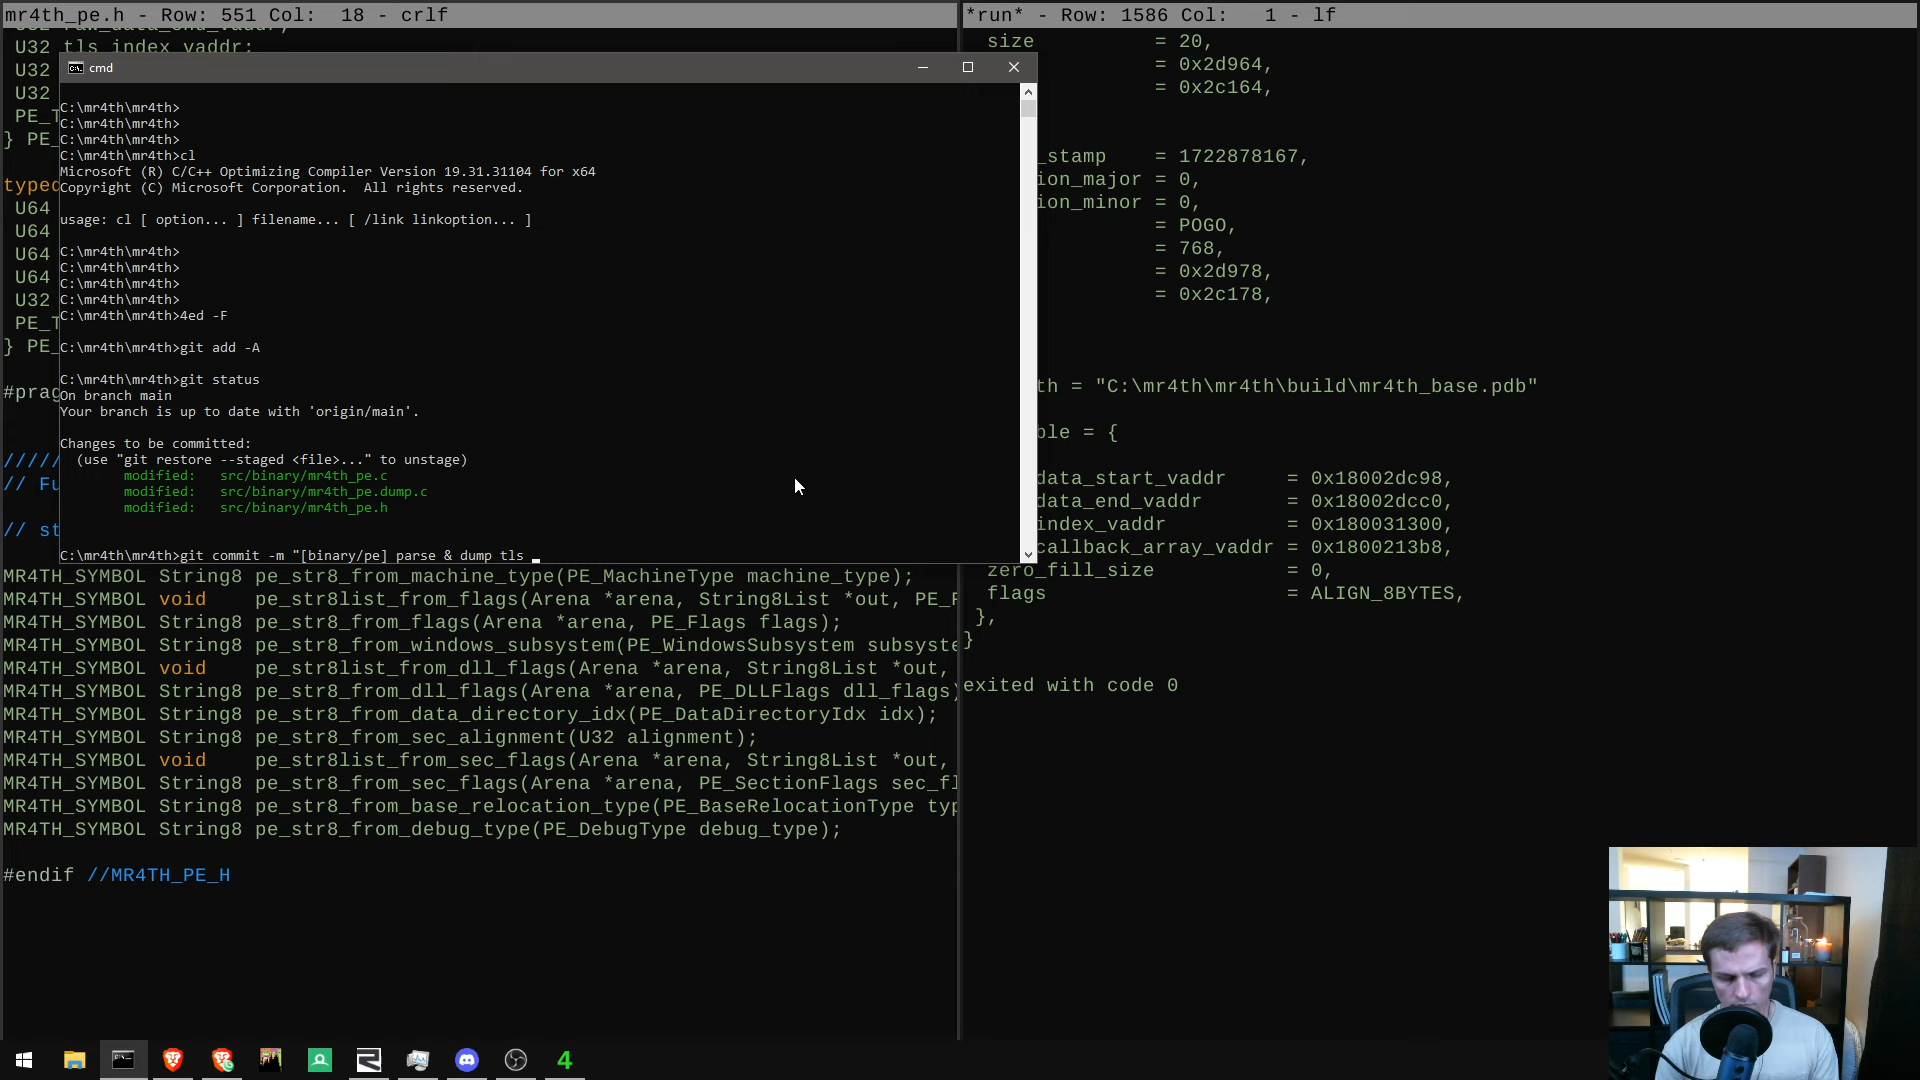 mr4th_pe.h - Row: 551 Col:  18 - crlf
U32 tls_index_vaddr;
U32
U32
} PE_
typed
U64
U64
U64
U64
U32
} PE_
#prag
/////
// Fu
// st
cmd
C:\mr4th\mr4th>
C:\mr4th\mr4th>
C:\mr4th\mr4th>
C:\mr4th\mr4th>cl
Microsoft (R) C/C++ Optimizing Compiler Version 19.31.31104 for x64
Copyright (C) Microsoft Corporation.  All rights reserved.
usage: cl [ option... ] filename... [ /link linkoption... ]
C:\mr4th\mr4th>
C:\mr4th\mr4th>
C:\mr4th\mr4th>
C:\mr4th\mr4th>
C:\mr4th\mr4th>4ed -F
C:\mr4th\mr4th>git add -A
C:\mr4th\mr4th>git status
On branch main
Your branch is up to date with 'origin/main'.
Changes to be committed:
(use "git restore --staged <file>..." to unstage)
modified:   src/binary/mr4th_pe.c
modified:   src/binary/mr4th_pe.dump.c
modified:   src/binary/mr4th_pe.h
C:\mr4th\mr4th>git commit -m "[binary/pe] parse & dump tls _
MR4TH_SYMBOL String8 pe_str8_from_machine_type(PE_MachineType machine_type);
MR4TH_SYMBOL void    pe_str8list_from_flags(Arena *arena, String8List *out, PE_F
MR4TH_SYMBOL String8 pe_str8_from_flags(Arena *arena, PE_Flags flags);
MR4TH_SYMBOL String8 pe_str8_from_windows_subsystem(PE_WindowsSubsystem subsyste
MR4TH_SYMBOL void    pe_str8list_from_dll_flags(Arena *arena, String8List *out,
MR4TH_SYMBOL String8 pe_str8_from_dll_flags(Arena *arena, PE_DLLFlags dll_flags)
MR4TH_SYMBOL String8 pe_str8_from_data_directory_idx(PE_DataDirectoryIdx idx);
MR4TH_SYMBOL String8 pe_str8_from_sec_alignment(U32 alignment);
MR4TH_SYMBOL void    pe_str8list_from_sec_flags(Arena *arena, String8List *out,
MR4TH_SYMBOL String8 pe_str8_from_sec_flags(Arena *arena, PE_SectionFlags sec_fl
MR4TH_SYMBOL String8 pe_str8_from_base_relocation_type(PE_BaseRelocationType typ
MR4TH_SYMBOL String8 pe_str8_from_debug_type(PE_DebugType debug_type);
#endif //MR4TH_PE_H
*run* - Row: 1586 Col:   1 - lf
size          = 20,
= 0x2d964,
= 0x2c164,
_stamp    = 1722878167,
ion_major = 0,
ion_minor = 0,
= POGO,
= 768,
= 0x2d978,
= 0x2c178,
th = "C:\mr4th\mr4th\build\mr4th_base.pdb"
ble = {
data_start_vaddr     = 0x18002dc98,
data_end_vaddr       = 0x18002dcc0,
index_vaddr          = 0x180031300,
callback_array_vaddr = 0x1800213b8,
zero_fill_size           = 0,
flags                    = ALIGN_8BYTES,
},
}
exited with code 0